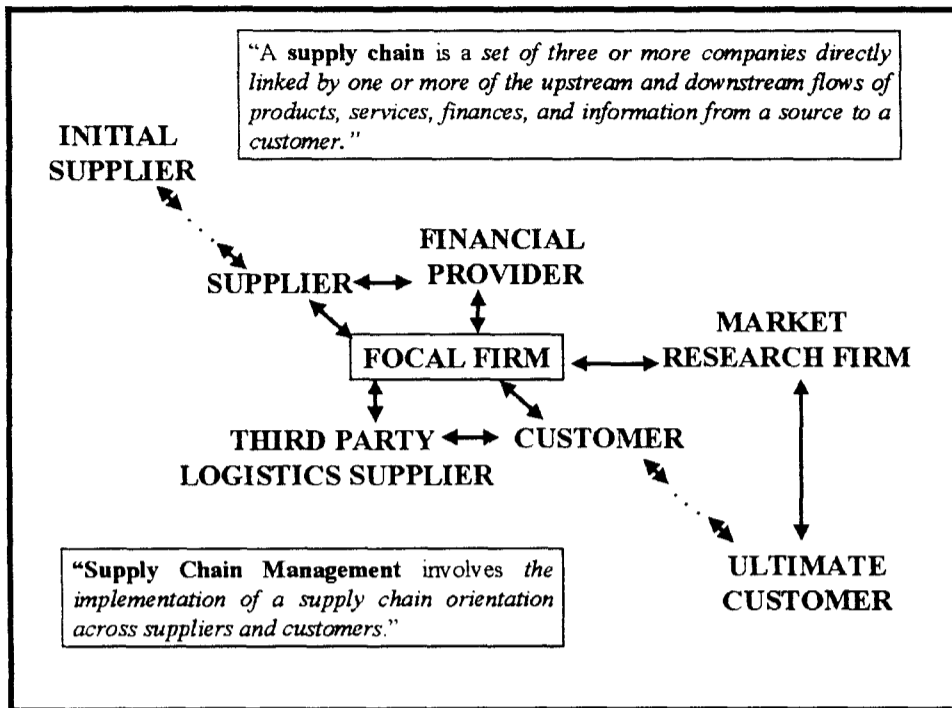 “A supply chain is a set of three or more companies directly
linked by one or more of the upstream and downstream flows of
products, services, finances, and information from a source to a
customer.”
INITIAL
SUPPLIER
FINANCIAL
PROVIDER
SUPPLIER
MARKET
RESEARCH FIRM
FOCAL FIRM
THIRD PARTY
LOGISTICS SUPPLIER
CUSTOMER
ULTIMATE
CUSTOMER
“Supply Chain Management involves the
implementation of a supply chain orientation
across suppliers and customers.”